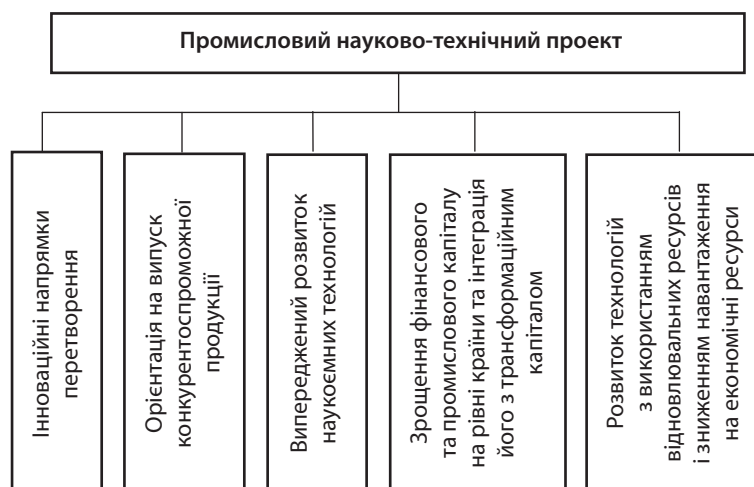 Промисловий науково-технічний проект
Інноваційні напрямки
перетворення
Орієнтація на випуск
конкурентоспроможної
продукції
Випереджений розвиток
наукоємних технологій
Зрощення фінансового
та промислового капіталу
на рівні країни та інтеграція
його з трансформаційним
капіталом
Розвиток технологій
з використанням
відновлювальних ресурсів
і зниженням навантаження
на економічні ресурси